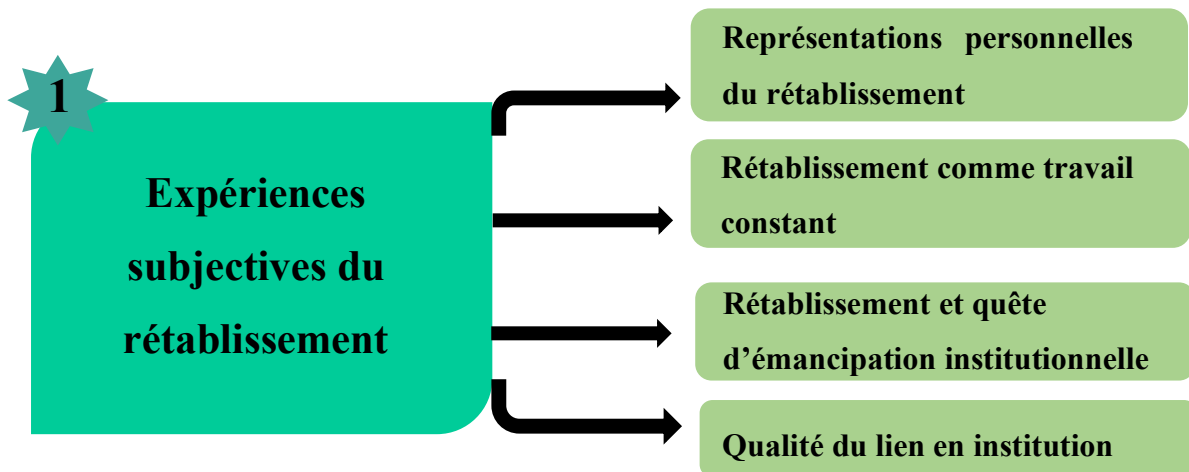 1
Expériences
subjectives du
rétablissement
Représentations personnelles
du rétablissement
Rétablissement comme travail
constant
Rétablissement et quête
d’émancipation institutionnelle
Qualité du lien en institution